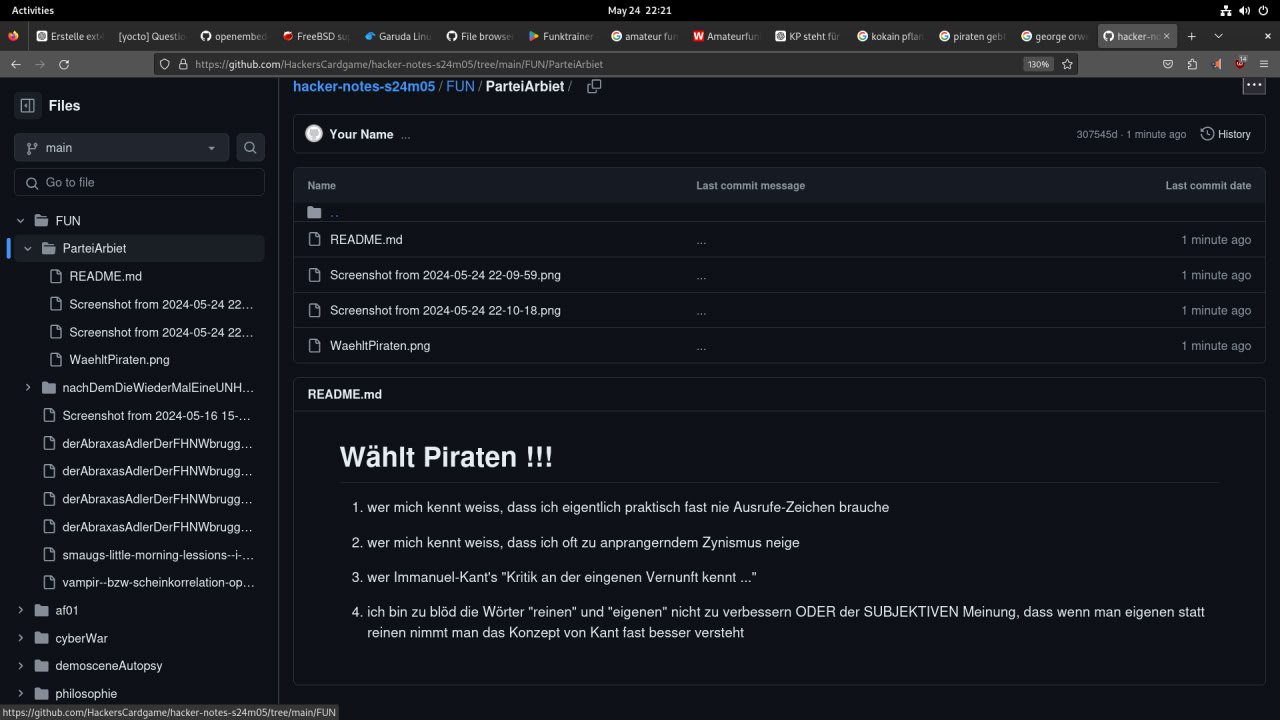 Activities
May 24 22:21
Erstelle ext4
[yocto] Questio
openembed
FreeBSD su
Garuda Linu
File browser
Funktrainer
amateur fun
Amateurfun
KP steht für
kokain pflan
piraten geb
george orwe
hacker-no
https://github.com/HackersCardgame/hacker-notes-s24m05/tree/main/FUN/ParteiArbiet
130%
hacker-notes-s24m05 / FUN / ParteiArbiet /
Files
Your Name ...
307545d · 1 minute ago
History
main
Go to file
Name
Last commit message
Last commit date
..
FUN
README.md
...
1 minute ago
ParteiArbiet
Screenshot from 2024-05-24 22-09-59.png
...
1 minute ago
README.md
Screenshot from 2024-05-24 22-10-18.png
...
1 minute ago
Screenshot from 2024-05-24 22...
Screenshot from 2024-05-24 22...
WaehltPiraten.png
...
1 minute ago
WaehltPiraten.png
nachDemDieWiederMalEineUNH...
Screenshot from 2024-05-16 15-...
derAbraxasAdlerDerFHNWbrugg...
derAbraxasAdlerDerFHNWbrugg...
derAbraxasAdlerDerFHNWbrugg...
derAbraxasAdlerDerFHNWbrugg...
smaugs-little-morning-lessions--i-...
vampir--bzw-scheinkorrelation-op...
af01
cyberWar
demosceneAutopsy
philosophie
README.md
Wählt Piraten !!!
1. wer mich kennt weiss, dass ich eigentlich praktisch fast nie Ausrufe-Zeichen brauche
2. wer mich kennt weiss, dass ich oft zu anprangerndem Zynismus neige
3. wer Immanuel-Kant's "Kritik an der eingenen Vernunft kennt ..."
4. ich bin zu blöd die Wörter "reinen" und "eigenen" nicht zu verbessern ODER der SUBJEKTIVEN Meinung, dass wenn man eigenen statt
reinen nimmt man das Konzept von Kant fast besser versteht
https://github.com/HackersCardgame/hacker-notes-s24m05/tree/main/FUN